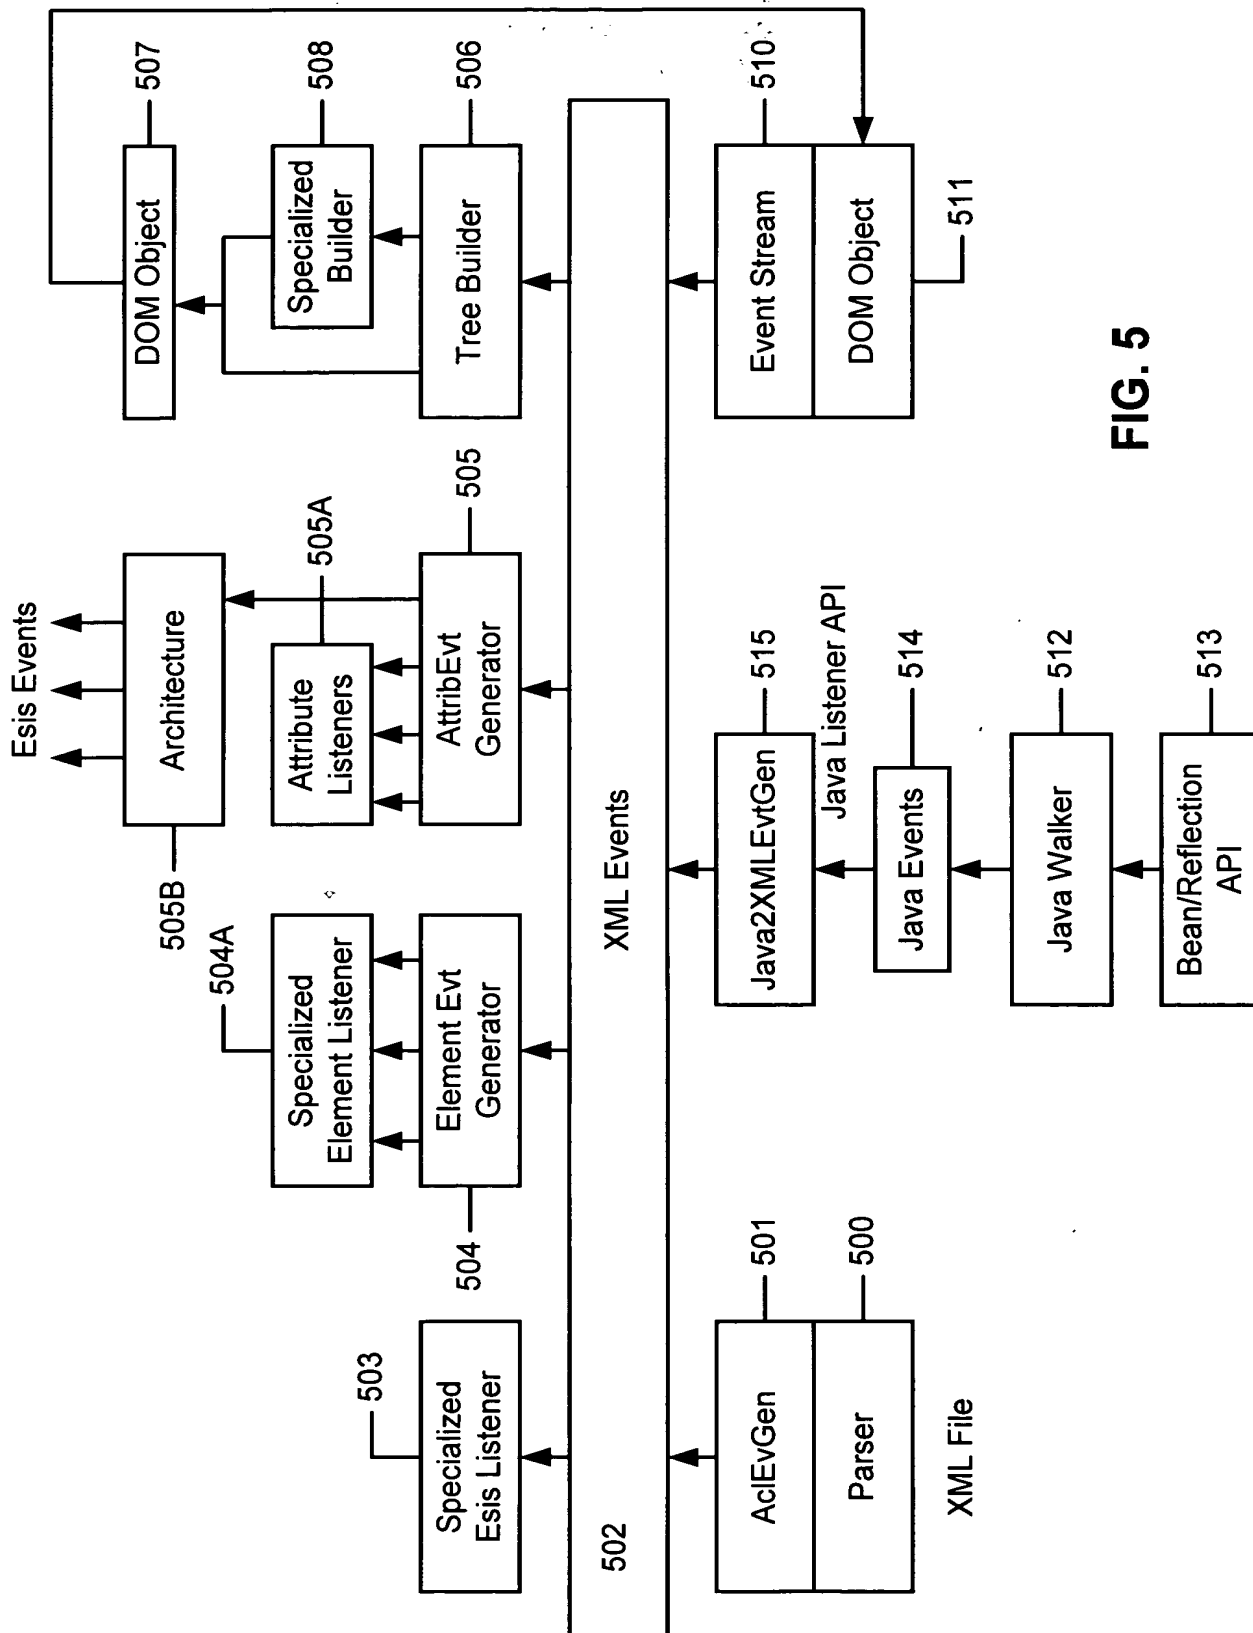 Esis Events
Architecture
505B
DOM Object
507
Specialized
Element Listener
504A
Attribute
Listeners
505A
Specialized
Builder
508
Specialized
Esis Listener
503
Element Evt
Generator
504
AttribEvt
Generator
505
Tree Builder
506
502
XML Events
AclEvGen
501
Parser
500
XML File
Java2XMLEvtGen
515
Java Listener API
Java Events
514
Java Walker
512
Bean/Reflection
API
513
Event Stream
510
DOM Object
511
FIG. 5